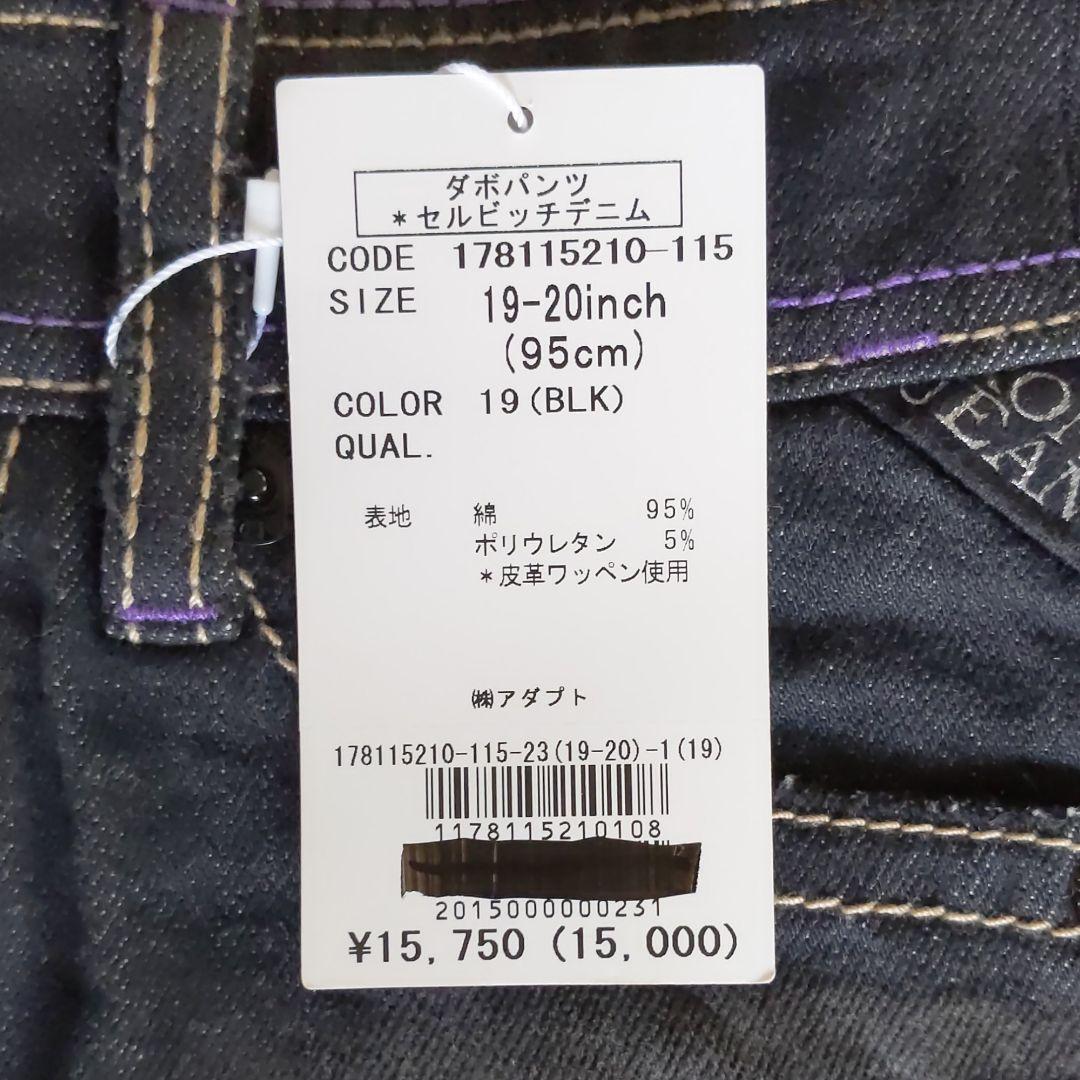 ダボパンツ
*セルビッチデニム
CODE 178115210-115
SIZE 19-20inch
(95cm)
COLOR 19(BLK)
QUAL.
表地 綿 95%
ポリウレタン 5%
*皮革ワッペン使用
㈱アダプト
178115210-115-23(19-20)-1(19)
1178115210108
2015000000231
¥15,750 (15,000)